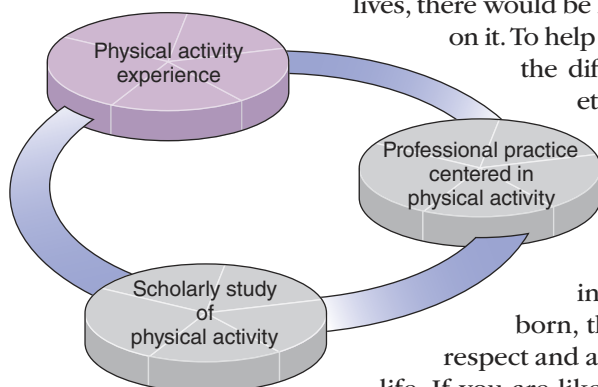 lives, there would be
on it. To help
the dif
et
Physical activity
experience
Professional practice
centered in
physical activity
Scholarly study
of
physical activity
in
born, th
respect and a
life. If you are like